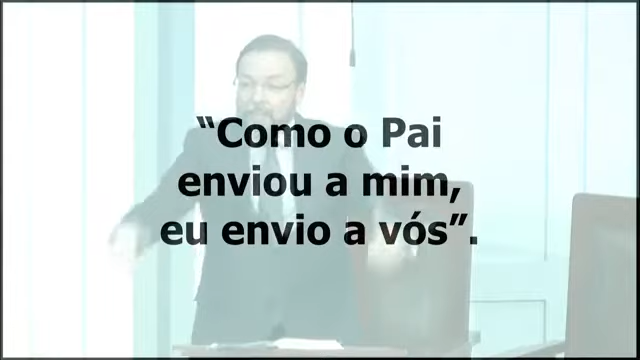 “Como o Pai
enviou a mim,
eu envio a vós”.